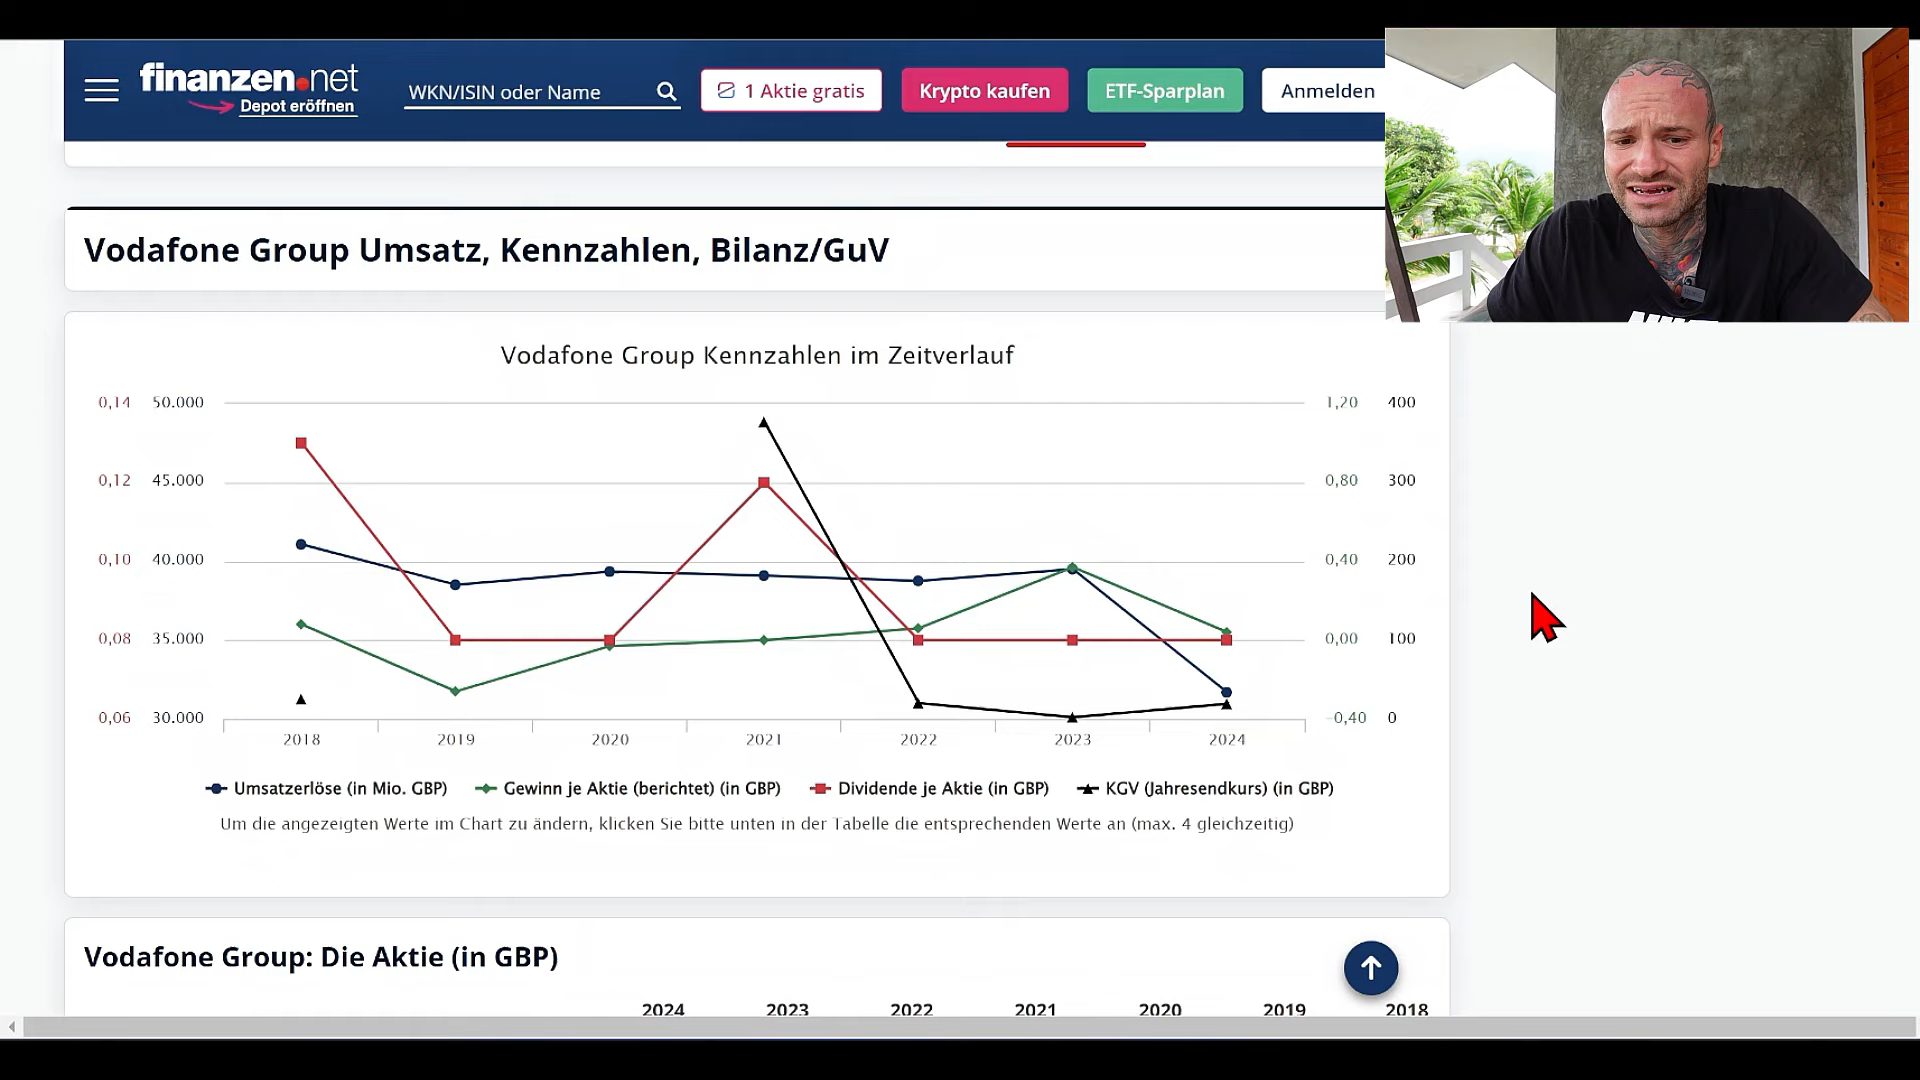 finanzen.net
Depot eröffnen
WKN/ISIN oder Name
1 Aktie gratis
Krypto kaufen
ETF-Sparplan
Anmelden
Vodafone Group Umsatz, Kennzahlen, Bilanz/GuV
Vodafone Group Kennzahlen im Zeitverlauf
0,14 50.000 1,20 400
0,12 45.000 0,80 300
0,10 40.000 0,40 200
0,08 35.000 0,00 100
0,06 30.000 -0,40 0
2018 2019 2020 2021 2022 2023 2024
Umsatzerlöse (in Mio. GBP) Gewinn je Aktie (berichtet) (in GBP) Dividende je Aktie (in GBP) KGV (Jahresendkurs) (in GBP)
Um die angezeigten Werte im Chart zu ändern, klicken Sie bitte unten in der Tabelle die entsprechenden Werte an (max. 4 gleichzeitig)
Vodafone Group: Die Aktie (in GBP)
2024 2023 2022 2021 2020 2019 2018